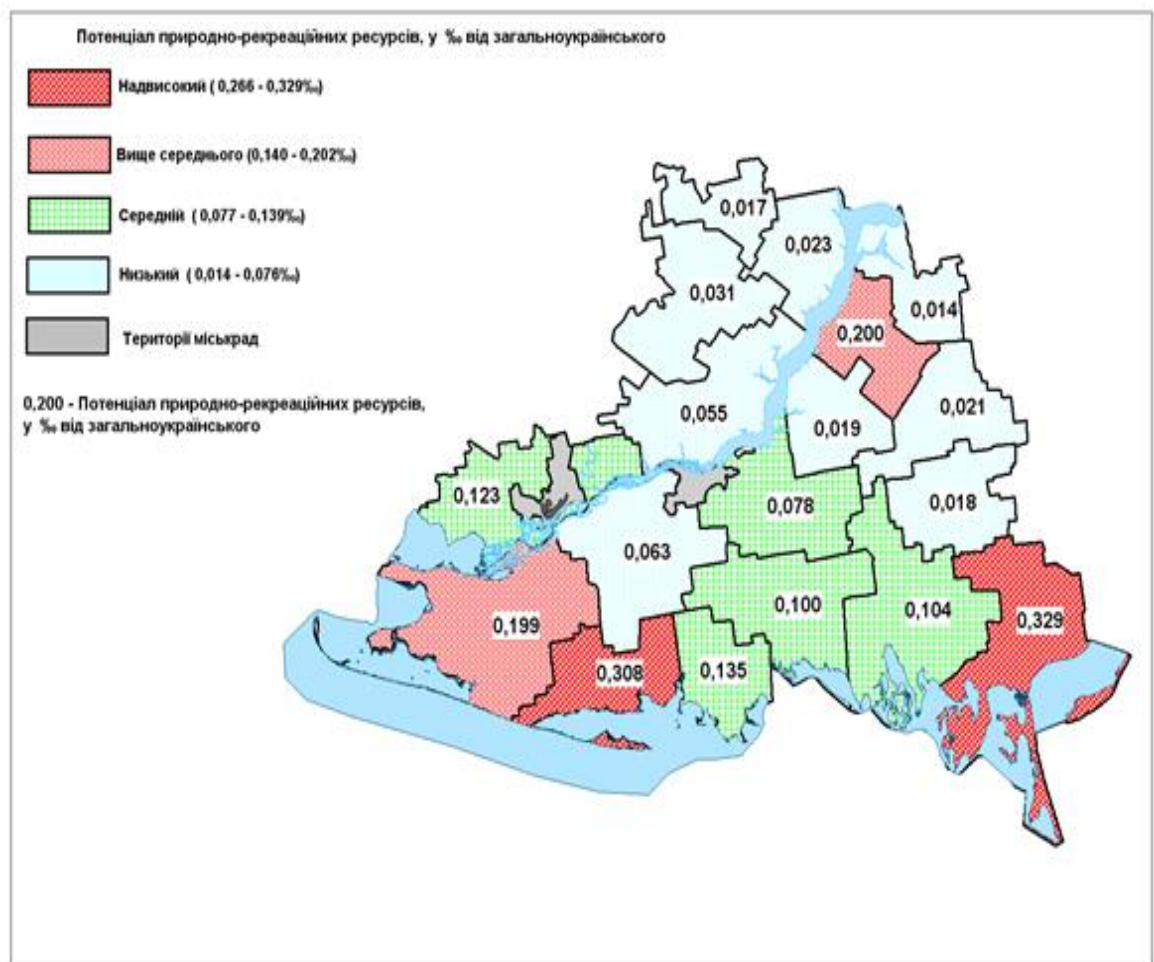 Потенціал природно-рекреаційних ресурсів, у ‰ від загальноукраїнського
Надвисокий ( 0,266 - 0,329‰)
Вище середнього (0,140 - 0,202‰)
Середній ( 0,077 - 0,139‰)
Низький ( 0,014 - 0,076‰)
Території міськрад
0,200 - Потенціал природно-рекреаційних ресурсів,
у ‰ від загальноукраїнського
0,017
0,023
0,031
0,014
0,200
0,055
0,021
0,019
0,123
0,018
0,078
0,063
0,100
0,104
0,199
0,329
0,308
0,135